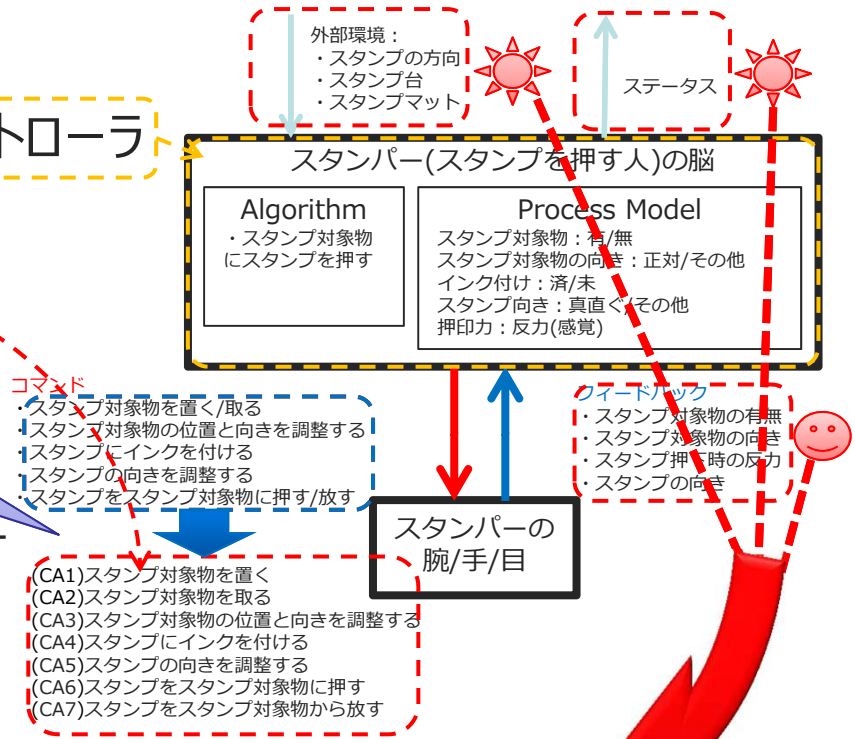 外部環境：
・スタンプの方向
・スタンプ台
・スタンプマット
ステータス
トローラ
スタンパー(スタンプを押す人)の脳
Algorithm
・スタンプ対象物
にスタンプを押す
Process Model
スタンプ対象物：有/無
スタンプ対象物の向き：正対/その他
インク付け：済/未
スタンプ向き：真直ぐ/その他
押印力：反力(感覚)
コマンド
・スタンプ対象物を置く/取る
・スタンプ対象物の位置と向きを調整する
・スタンプにインクを付ける
・スタンプの向きを調整する
・スタンプをスタンプ対象物に押す/放す
フィードバック
・スタンプ対象物の有無
・スタンプ対象物の向き
・スタンプ押下時の反力
・スタンプの向き
スタンパーの
腕/手/目
(CA1)スタンプ対象物を置く
(CA2)スタンプ対象物を取る
(CA3)スタンプ対象物の位置と向きを調整する
(CA4)スタンプにインクを付ける
(CA5)スタンプの向きを調整する
(CA6)スタンプをスタンプ対象物に押す
(CA7)スタンプをスタンプ対象物から放す